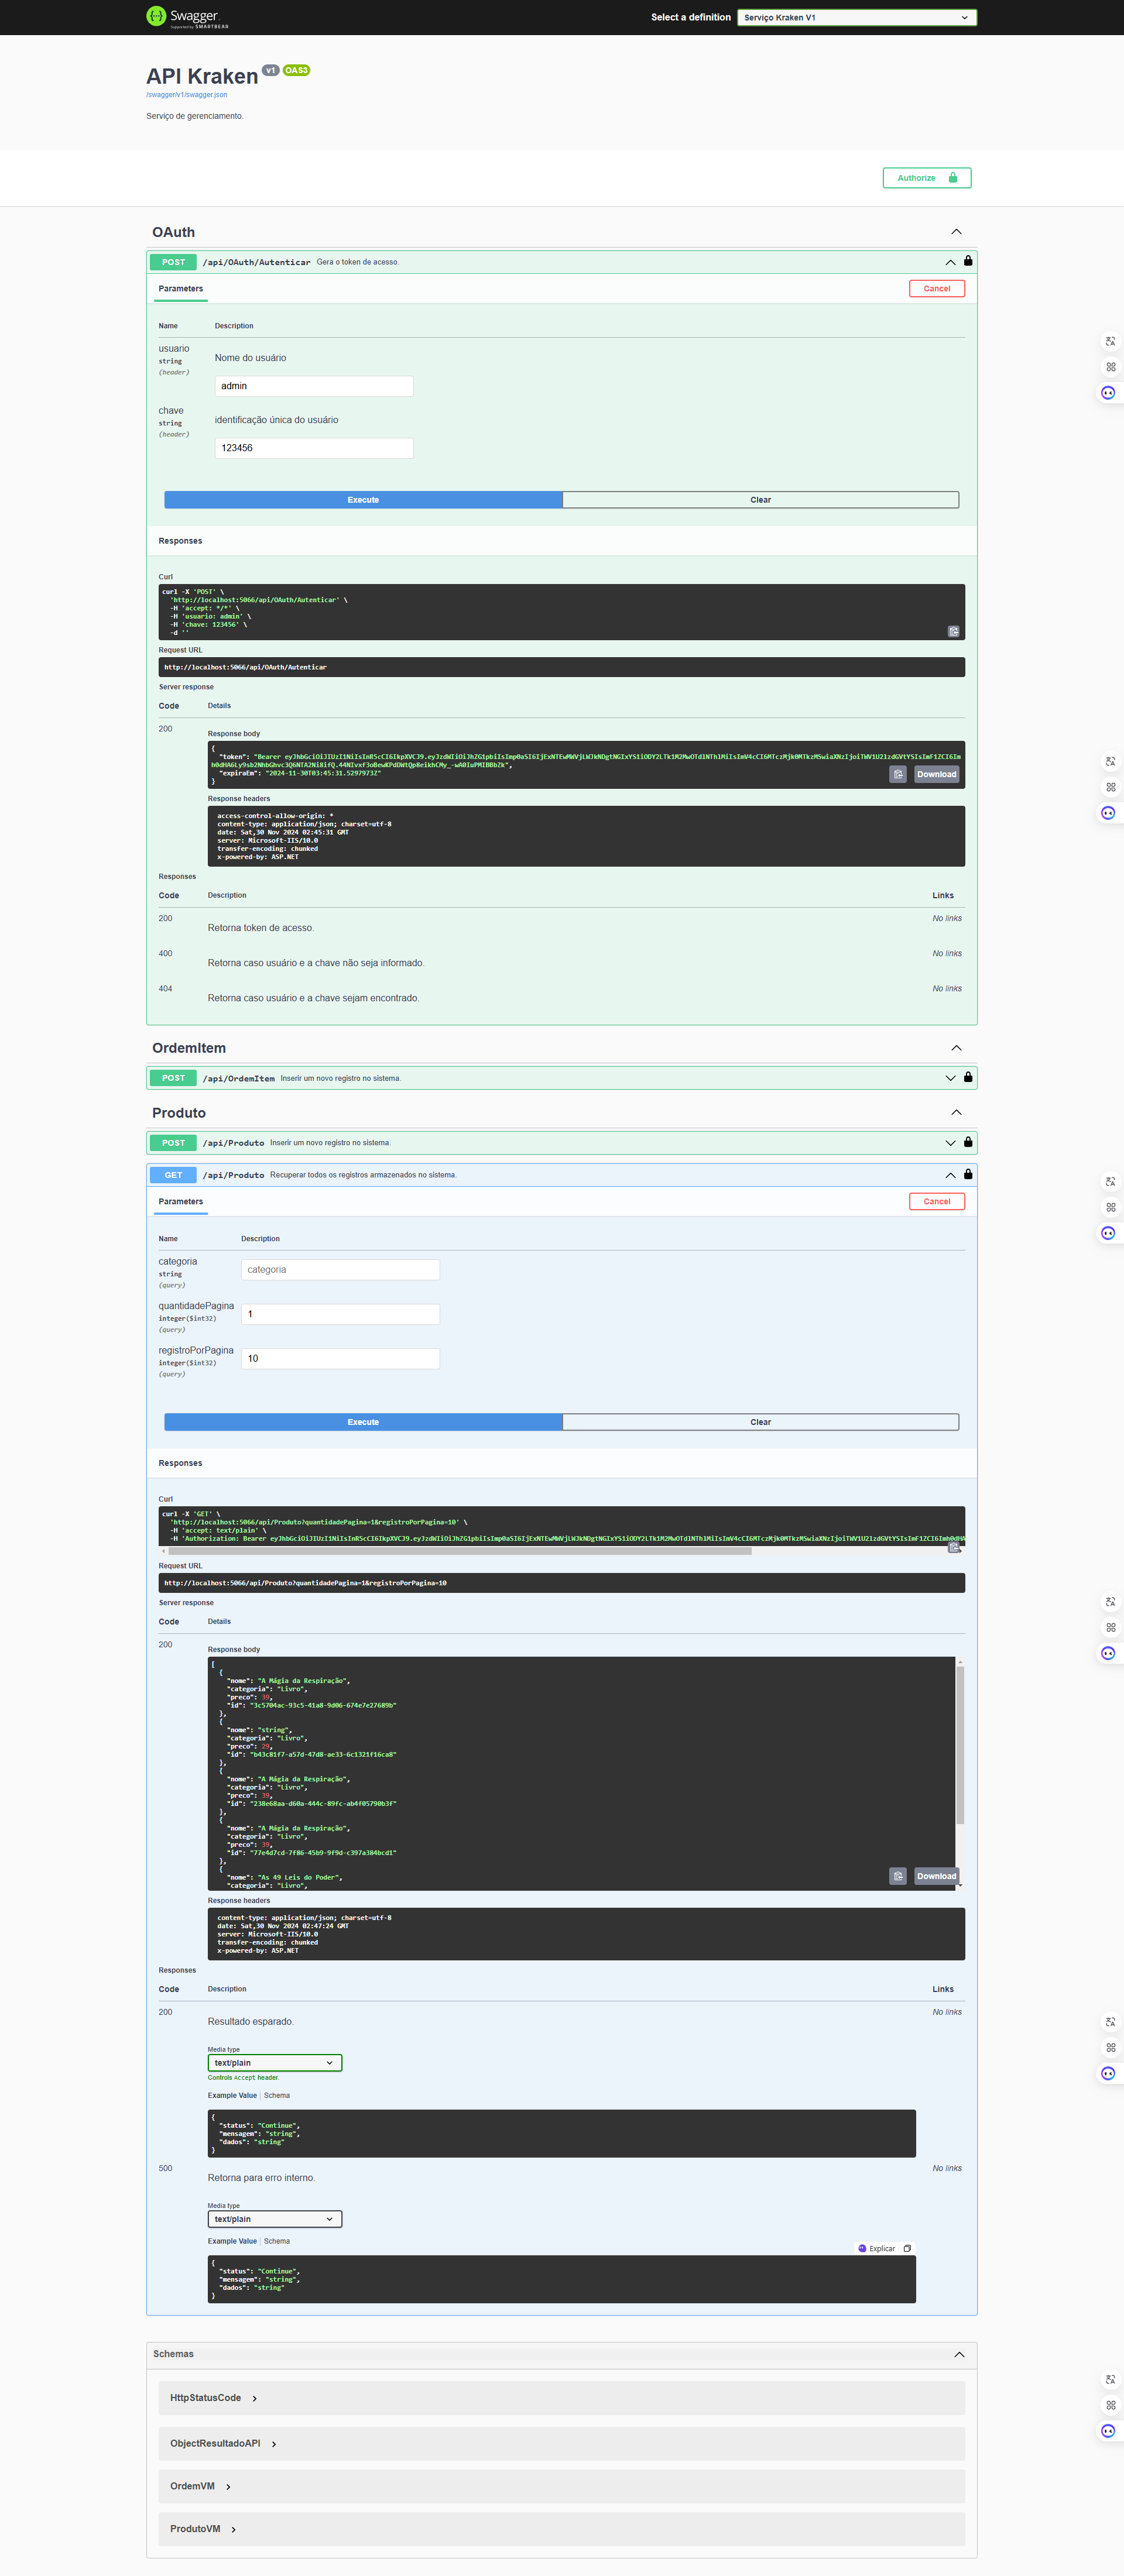 Swagger.
Supported by SMARTBEAR
Select a definition
Serviço Kraken V1
API Kraken v1 OAS3
/swagger/v1/swagger.json
Serviço de gerenciamento.
Authorize
OAuth
POST /api/OAuth/Autenticar Gera o token de acesso.
Parameters
Cancel
Name Description
usuario
string
(header)
Nome do usuário
admin
chave
string
(header)
identificação única do usuário
123456
Execute
Clear
Responses
Curl
curl -X 'POST' \
'http://localhost:5066/api/OAuth/Autenticar' \
-H 'accept: */*' \
-H 'usuario: admin' \
-H 'chave: 123456' \
-d ''
Request URL
http://localhost:5066/api/OAuth/Autenticar
Server response
Code Details
200
Response body
{
"token": "Bearer
"expiraEm": "2024-11-30T03:45:31.5297973Z"
}
Download
Response headers
access-control-allow-origin: *
content-type: application/json; charset=utf-8
date: Sat,30 Nov 2024 02:45:31 GMT
server: Microsoft-IIS/10.0
transfer-encoding: chunked
x-powered-by: ASP.NET
Responses
Code Description Links
200
Retorna token de acesso.
No links
400
Retorna caso usuário e a chave não seja informado.
No links
404
Retorna caso usuário e a chave sejam encontrado.
No links
OrdemItem
POST /api/OrdemItem Inserir um novo registro no sistema.
Produto
POST /api/Produto Inserir um novo registro no sistema.
GET /api/Produto Recuperar todos os registros armazenados no sistema.
Parameters
Cancel
Name Description
categoria
string
(query)
categoria
quantidadePagina
integer($int32)
(query)
1
registroPorPagina
integer($int32)
(query)
10
Execute
Clear
Responses
Curl
curl -X 'GET' \
'http://localhost:5066/api/Produto?quantidadePagina=1&registroPorPagina=10' \
-H 'accept: text/plain' \
-H 'Authorization: Bearer
Request URL
http://localhost:5066/api/Produto?quantidadePagina=1&registroPorPagina=10
Server response
Code Details
200
Response body
[
{
"nome": "A Mágia da Respiração",
"categoria": "Livro",
"preco": 39,
"id": "3c5704ac-93c5-41a8-9d06-674e7e27689b"
},
{
"nome": "string",
"categoria": "Livro",
"preco": 29,
"id": "b43c81f7-a57d-47d8-ae33-6c1321f16ca8"
},
{
"nome": "A Mágia da Respiração",
"categoria": "Livro",
"preco": 39,
"id": "238e68aa-d60a-444c-89fc-ab4f05790b3f"
},
{
"nome": "A Mágia da Respiração",
"categoria": "Livro",
"preco": 39,
"id": "77e4d7cd-7f86-45b9-9f9d-c397a384bcd1"
},
{
"nome": "As 49 Leis do Poder",
"categoria": "Livro",
Download
Response headers
content-type: application/json; charset=utf-8
date: Sat,30 Nov 2024 02:47:24 GMT
server: Microsoft-IIS/10.0
transfer-encoding: chunked
x-powered-by: ASP.NET
Responses
Code Description Links
200
Resultado esparado.
No links
Media type
text/plain
Controls Accept header.
Example Value Schema
{
"status": "Continue",
"mensagem": "string",
"dados": "string"
}
500
Retorna para erro interno.
No links
Media type
text/plain
Example Value Schema
Explicar
{
"status": "Continue",
"mensagem": "string",
"dados": "string"
}
Schemas
HttpStatusCode
ObjectResultadoAPI
OrdemVM
ProdutoVM